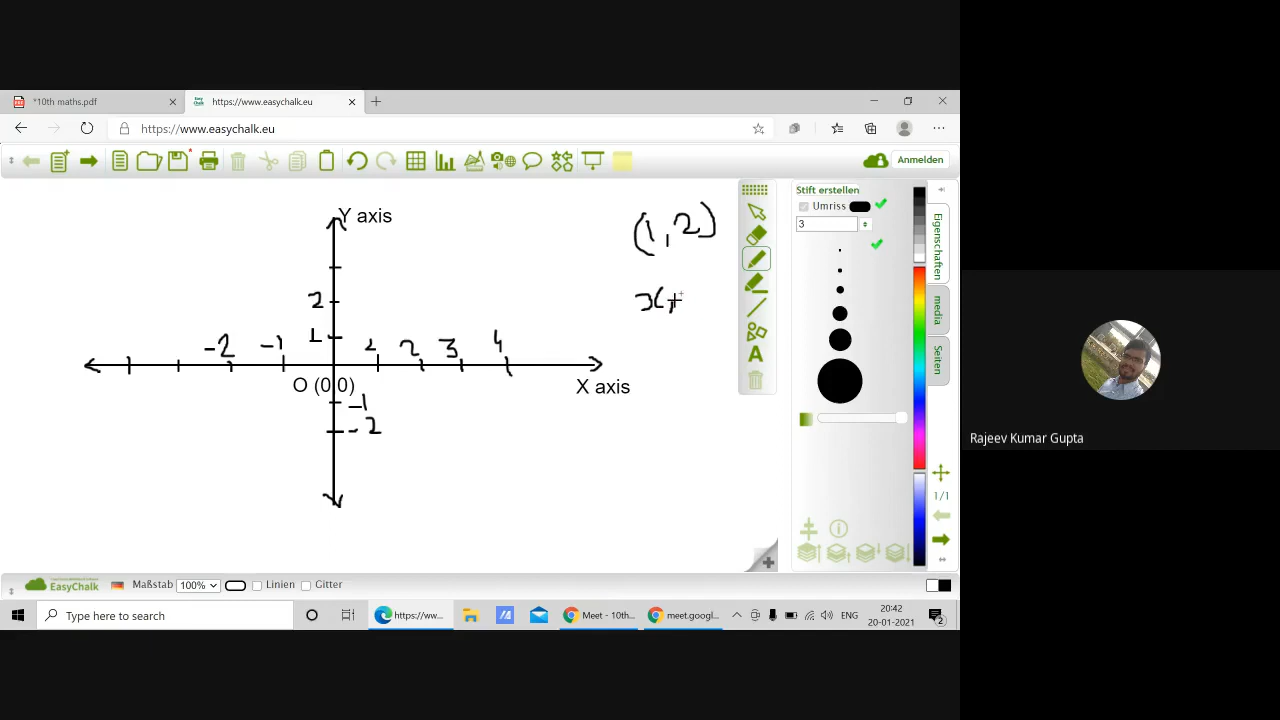 *10th maths.pdf
https://www.easychalk.eu
https://www.easychalk.eu
Anmelden
Y axis
(1, 2)
Stift erstellen
Umriss
3
Eigenschaften
media
Seiten
2
1
-2 -1 1 2 3 4
O (0,0)
X axis
-1
-2
1/1
EasyChalk
Maßstab 100% Linien Gitter
Type here to search
https://ww...
Meet - 10th...
meet.googl...
ENG
20:42
20-01-2021
2
Rajeev Kumar Gupta